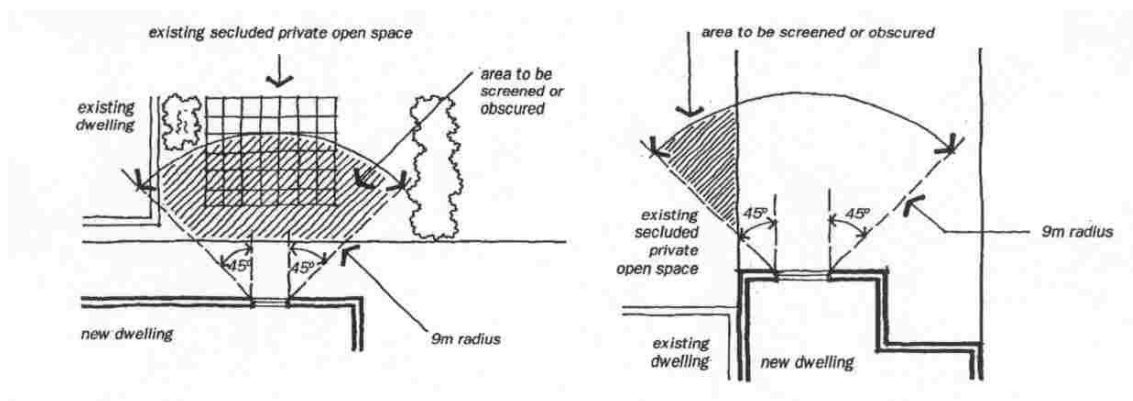 existing secluded private open space
area to be
screened or
obscured
existing
dwelling
45°
45°
new dwelling
9m radius
area to be screened or obscured
45°
45°
existing
secluded
private
open space
9m radius
existing
dwelling
new dwelling